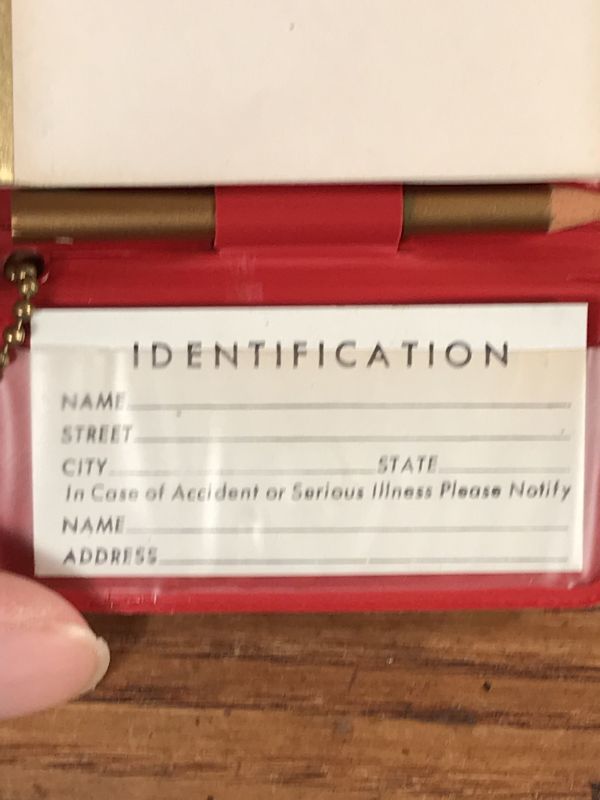 IDENTIFICATION
NAME
STREET
CITY STATE
In Case of Accident or Serious Illness Please Notify
NAME
ADDRESS